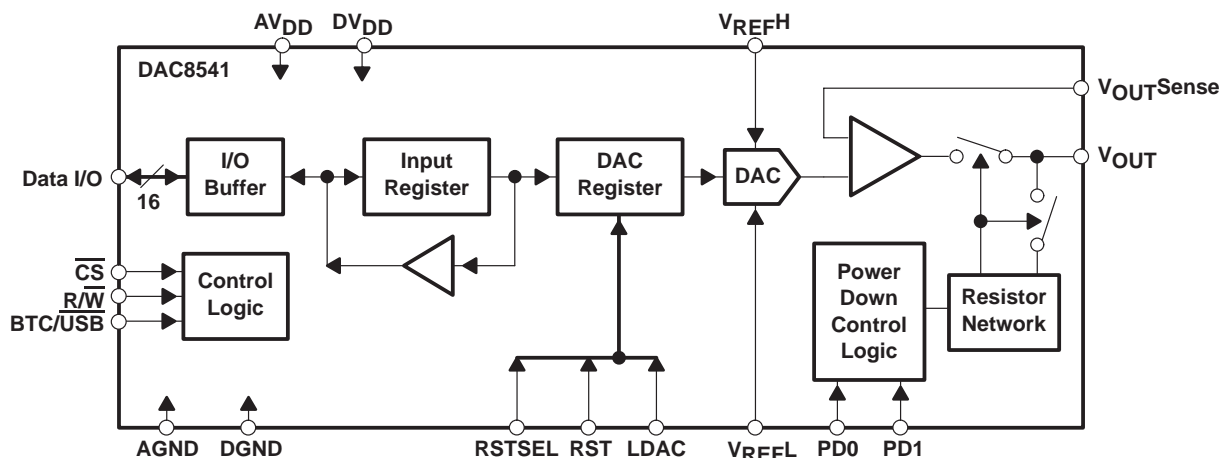 AVDD DVDD VREFH
DAC8541
VOUTSense
Data I/O
16
I/O
Buffer
Input
Register
DAC
Register
DAC
VOUT
CS
R/W
BTC/USB
Control
Logic
Power
Down
Control
Logic
Resistor
Network
AGND DGND RSTSEL RST LDAC VREFL PD0 PD1